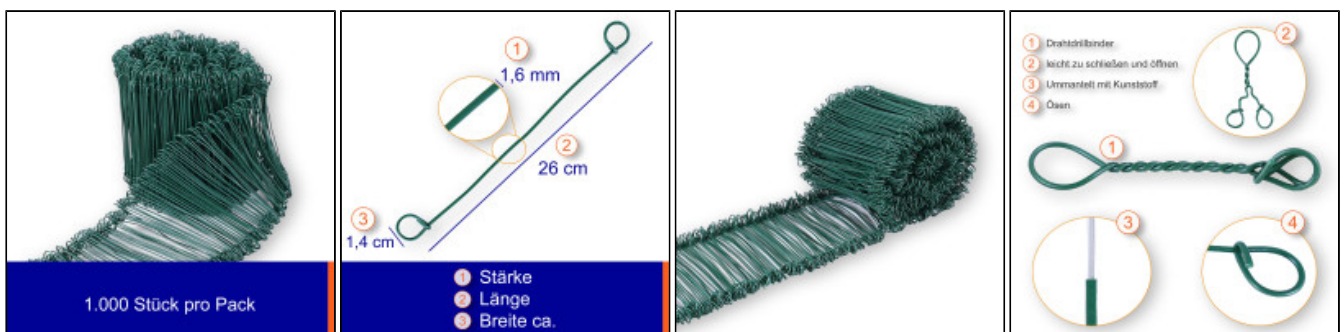 1.000 Stück pro Pack
1
1,6 mm
2
26 cm
3
1,4 cm
1 Stärke
2 Länge
3 Breite ca.
1 Drahtdrillbinder
2 leicht zu schließen und öffnen
3 Ummantelt mit Kunststoff
4 Ösen
2
1
3
4